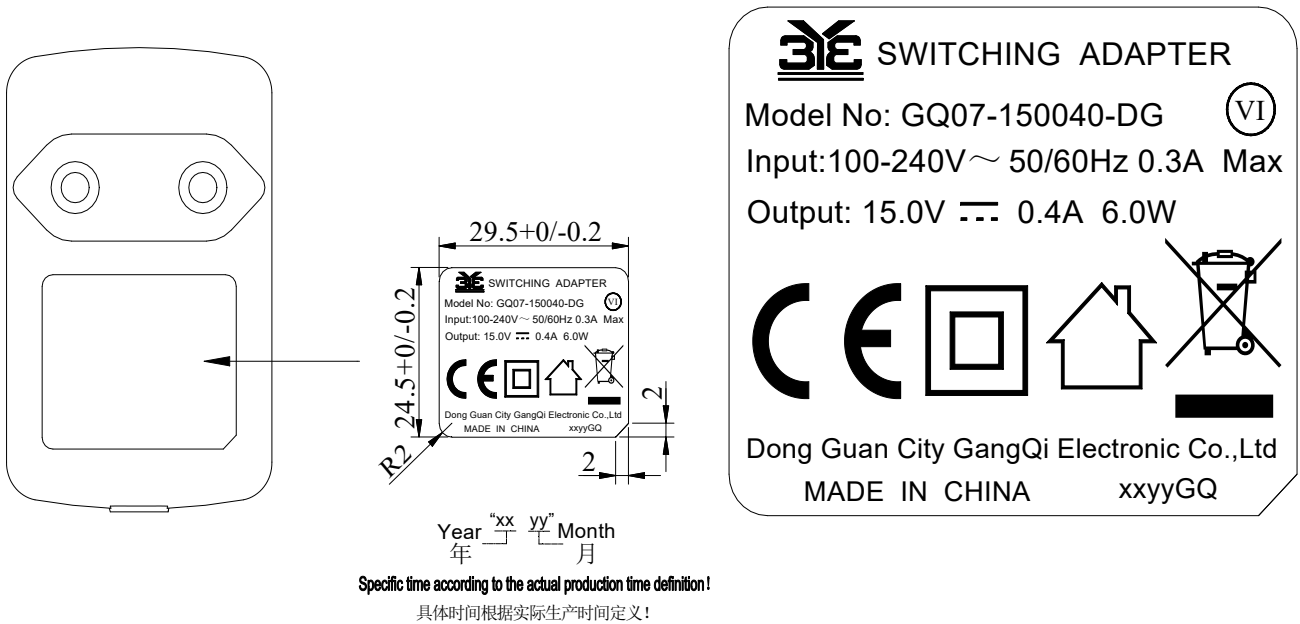 29.5+0/-0.2
24.5+0/-0.2
SWITCHING ADAPTER
Model No: GQ07-150040-DG
VI
Input:100-240V～ 50/60Hz 0.3A Max
Output: 15.0V 0.4A 6.0W
Dong Guan City GangQi Electronic Co.,Ltd
MADE IN CHINA xxyyGQ
R2
2
2
Year “xx yy” Month
年 月
Specific time according to the actual production time definition!
具体时间根据实际生产时间定义!
SWITCHING ADAPTER
Model No: GQ07-150040-DG
VI
Input:100-240V～ 50/60Hz 0.3A Max
Output: 15.0V 0.4A 6.0W
CE
Dong Guan City GangQi Electronic Co.,Ltd
MADE IN CHINA xxyyGQ